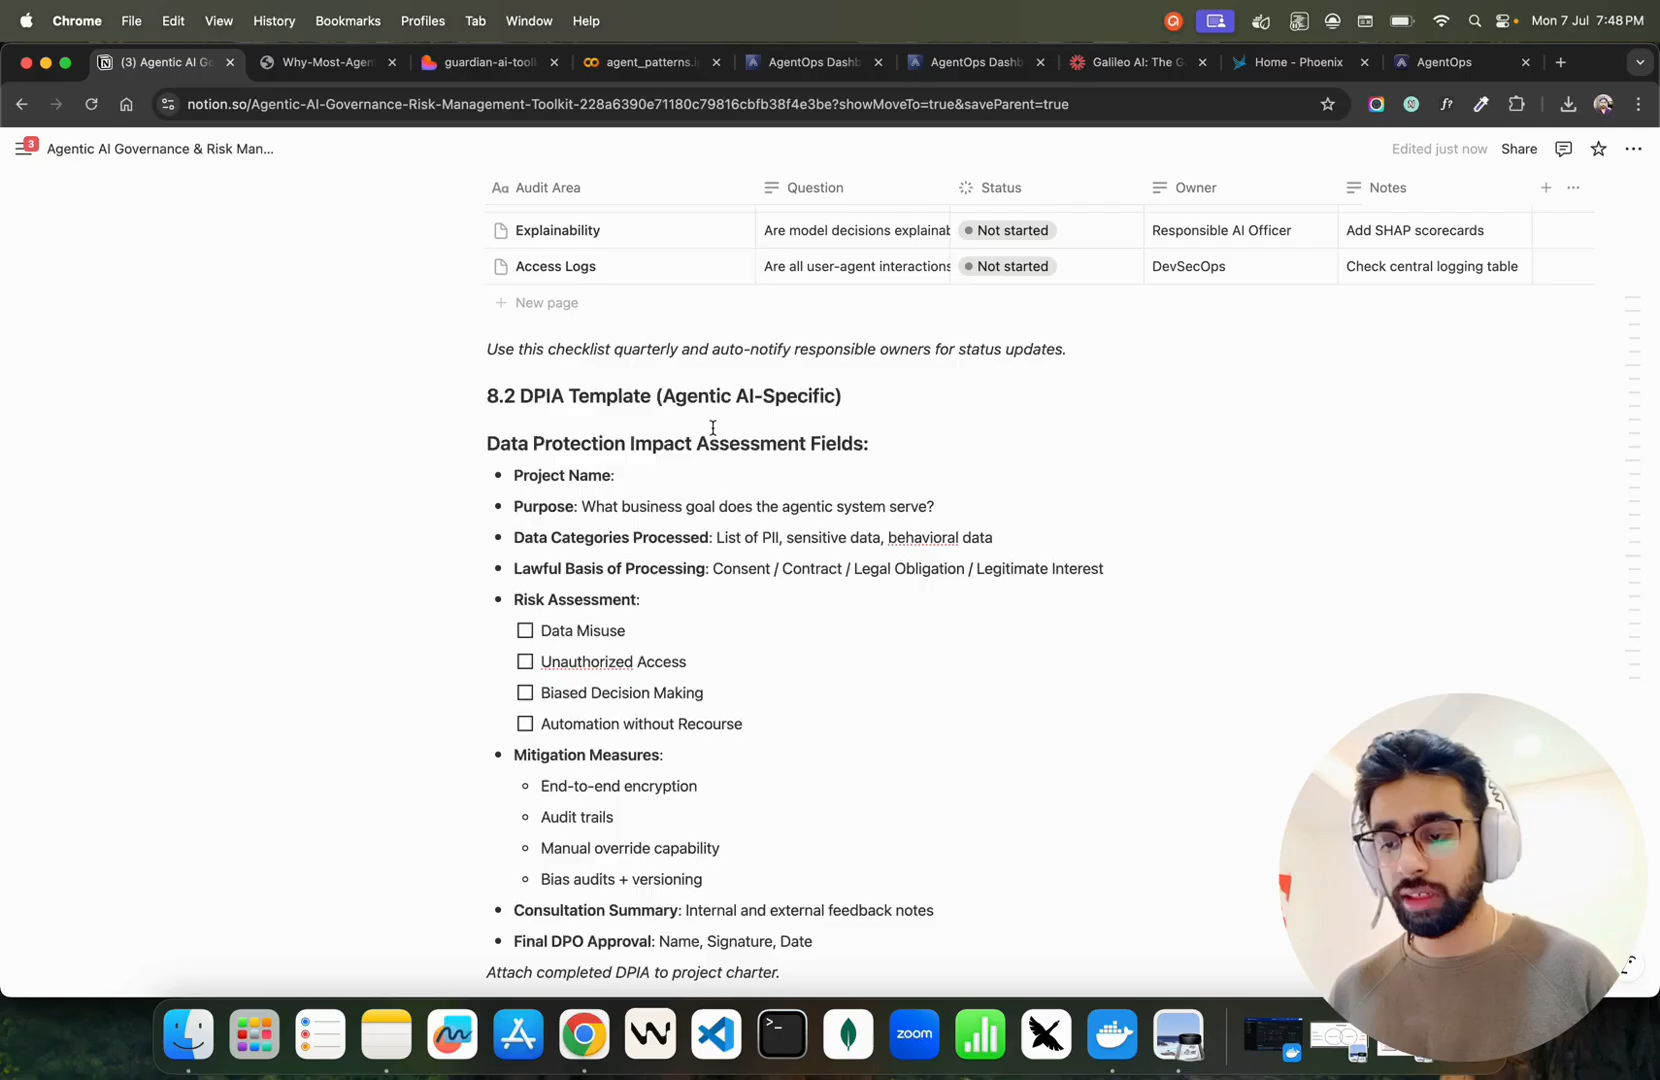 Chrome File Edit View History Bookmarks Profiles Tab Window Help Mon 7 Jul 7:48 PM
(3) Agentic AI Go Why-Most-Agen guardian-ai-toolk agent_patterns.i AgentOps Dashb AgentOps Dashb Galileo AI: The G Home - Phoenix AgentOps
notion.so/Agentic-AI-Governance-Risk-Management-Toolkit-228a6390e71180c79816cbfb38f4e3be?showMoveTo=true&saveParent=true
3 Agentic AI Governance & Risk Man... Edited just now Share
Aa Audit Area Question Status Owner Notes
Explainability Are model decisions explainab Not started Responsible AI Officer Add SHAP scorecards
Access Logs Are all user-agent interactions Not started DevSecOps Check central logging table
+ New page
Use this checklist quarterly and auto-notify responsible owners for status updates.
8.2 DPIA Template (Agentic AI-Specific)
Data Protection Impact Assessment Fields:
• Project Name:
• Purpose: What business goal does the agentic system serve?
• Data Categories Processed: List of PII, sensitive data, behavioral data
• Lawful Basis of Processing: Consent / Contract / Legal Obligation / Legitimate Interest
• Risk Assessment:
Data Misuse
Unauthorized Access
Biased Decision Making
Automation without Recourse
• Mitigation Measures:
◦ End-to-end encryption
◦ Audit trails
◦ Manual override capability
◦ Bias audits + versioning
• Consultation Summary: Internal and external feedback notes
• Final DPO Approval: Name, Signature, Date
Attach completed DPIA to project charter.
zoom